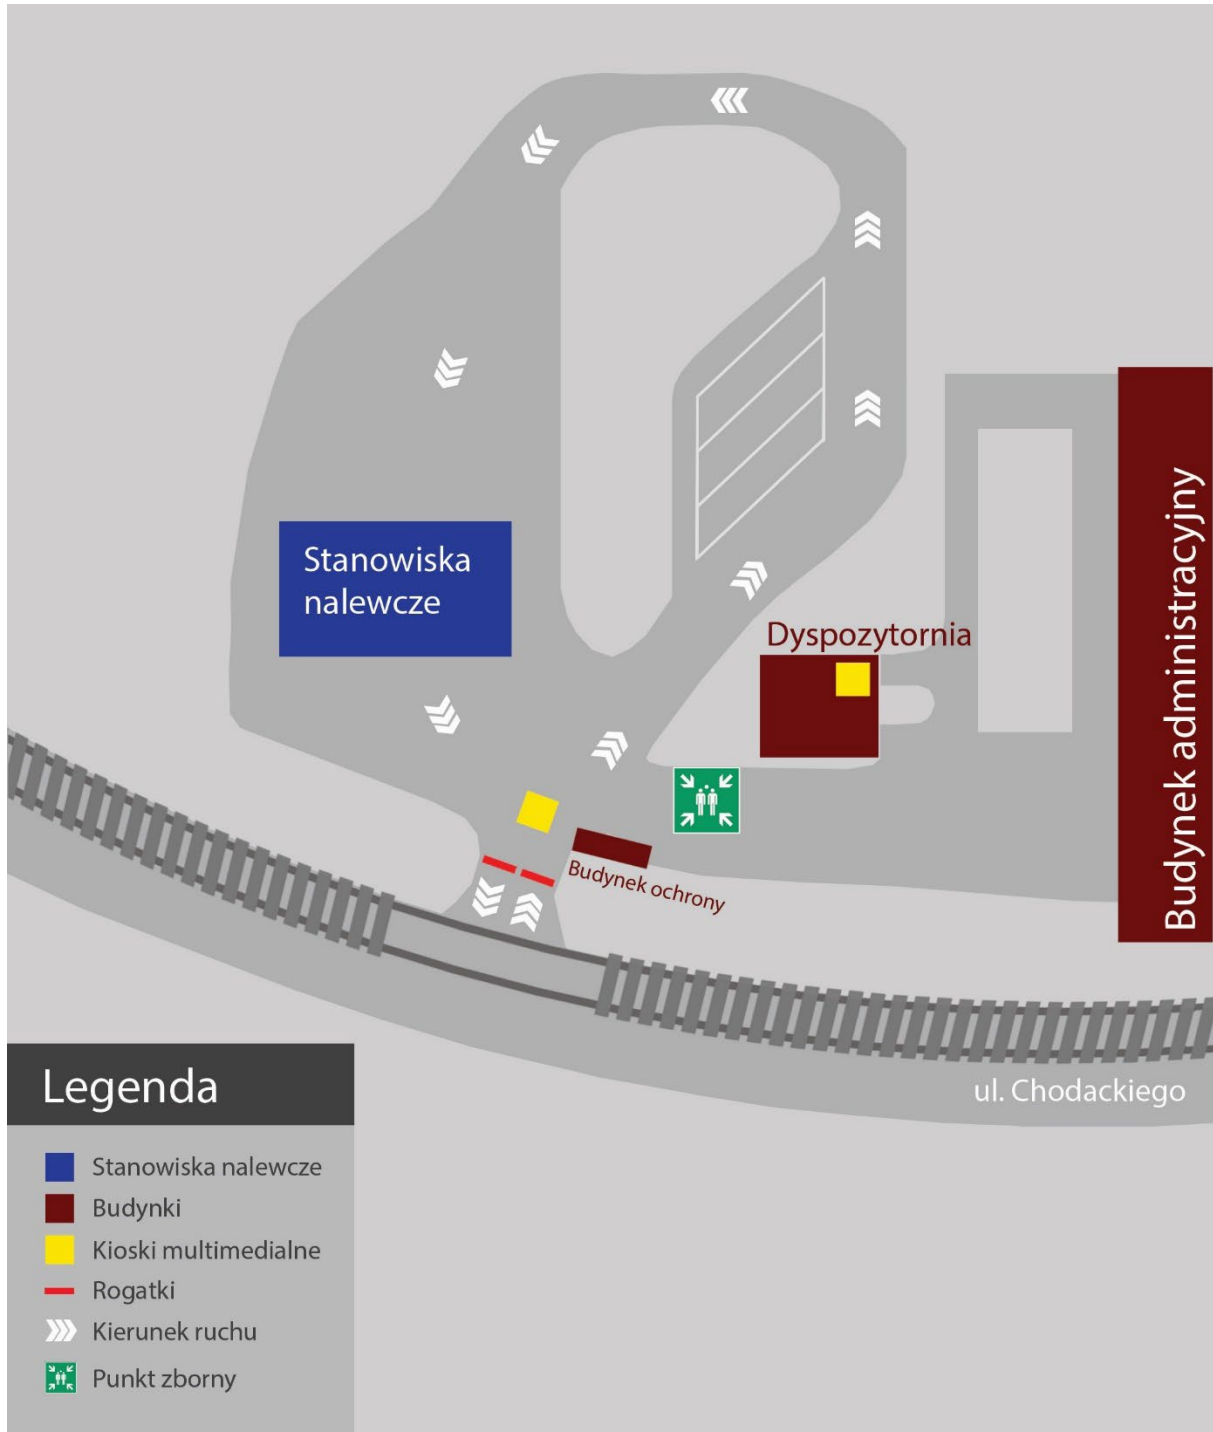 Stanowiska
nalewcze
Dyspozytornia
Budynek administracyjny
Budynek ochrony
ul. Chodackiego
Legenda
Stanowiska nalewcze
Budynki
Kioski multimedialne
Rogatki
Kierunek ruchu
Punkt zborny